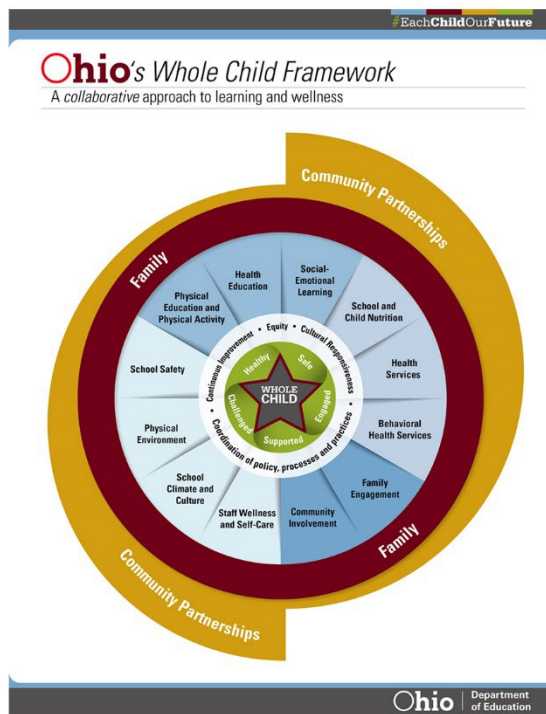 #EachChildOurFuture
Ohio's Whole Child Framework
A collaborative approach to learning and wellness
Community Partnerships
Family
Physical Education and Physical Activity
Health
Education
Social-
Emotional
Learning
School and
Child Nutrition
Health
Services
Behavioral
Health Services
Family
Engagement
Community
Involvement
Staff Wellness
and Self-Care
School
Climate and
Culture
Physical
Environment
School Safety
Continuous Improvement • Equity • Cultural Responsiveness •
Coordination of policy, processes and practices •
Healthy
Safe
Engaged
Supported
Challenged
WHOLE
CHILD
Family
Community Partnerships
Ohio
Department
of Education